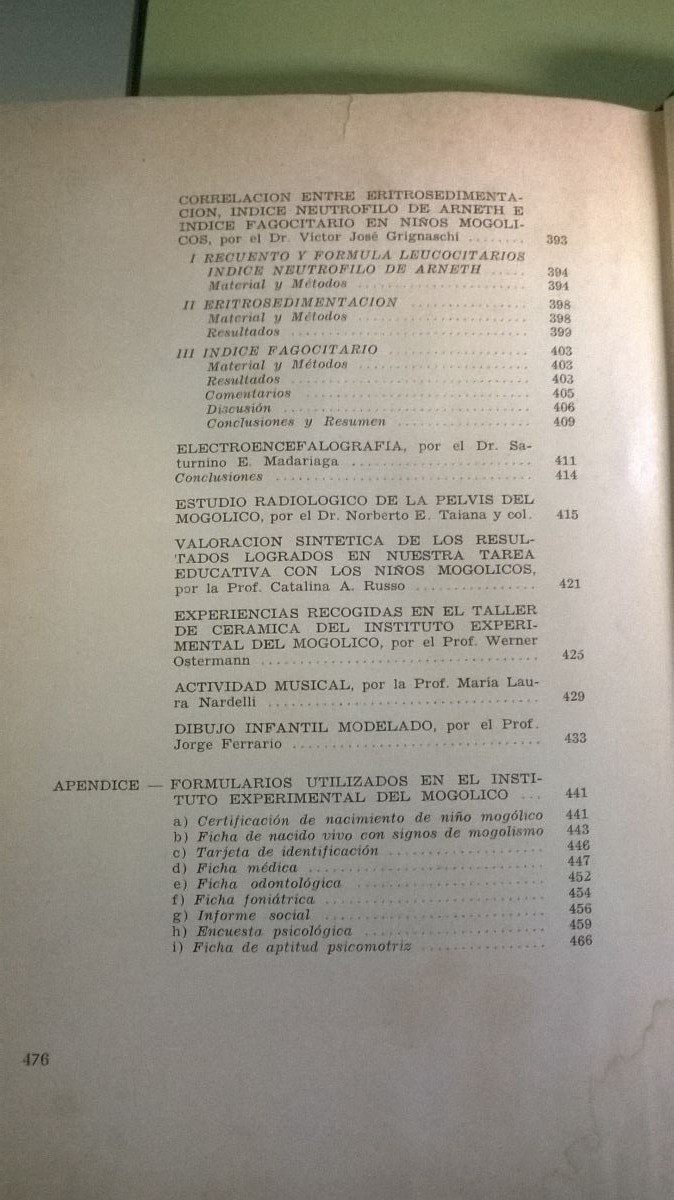 CORRELACION ENTRE ERITROSEDIMENTA-
CION, INDICE NEUTROFILO DE ARNETH E
INDICE FAGOCITARIO EN NIÑOS MOGOLI-
COS, por el Dr. Víctor José Grignaschi ........ 393
I RECUENTO Y FORMULA LEUCOCITARIOS
INDICE NEUTROFILO DE ARNETH ..... 394
Material y Métodos ........................ 394
II ERITROSEDIMENTACION ................ 398
Material y Métodos ........................ 398
Resultados ................................ 399
III INDICE FAGOCITARIO ................... 403
Material y Métodos ........................ 403
Resultados ................................ 403
Comentarios ............................... 405
Discusión ................................. 406
Conclusiones y Resumen .................. 409
ELECTROENCEFALOGRAFIA, por el Dr. Sa-
turnino E. Madariaga ........................ 411
Conclusiones .................................. 414
ESTUDIO RADIOLOGICO DE LA PELVIS DEL
MOGOLICO, por el Dr. Norberto E. Taiana y col. 415
VALORACION SINTETICA DE LOS RESUL-
TADOS LOGRADOS EN NUESTRA TAREA
EDUCATIVA CON LOS NIÑOS MOGOLICOS,
por la Prof. Catalina A. Russo ................ 421
EXPERIENCIAS RECOGIDAS EN EL TALLER
DE CERAMICA DEL INSTITUTO EXPERI-
MENTAL DEL MOGOLICO, por el Prof. Werner
Ostermann .................................... 425
ACTIVIDAD MUSICAL, por la Prof. María Lau-
ra Nardelli ................................... 429
DIBUJO INFANTIL MODELADO, por el Prof.
Jorge Ferrario ................................ 433
APENDICE — FORMULARIOS UTILIZADOS EN EL INSTI-
TUTO EXPERIMENTAL DEL MOGOLICO ... 441
a) Certificación de nacimiento de niño mogólico 441
b) Ficha de nacido vivo con signos de mogolismo 443
c) Tarjeta de identificación ................... 446
d) Ficha médica .............................. 447
e) Ficha odontológica ........................ 452
f) Ficha foniátrica ........................... 454
g) Informe social ............................. 456
h) Encuesta psicológica ....................... 459
i) Ficha de aptitud psicomotriz ............... 466
476